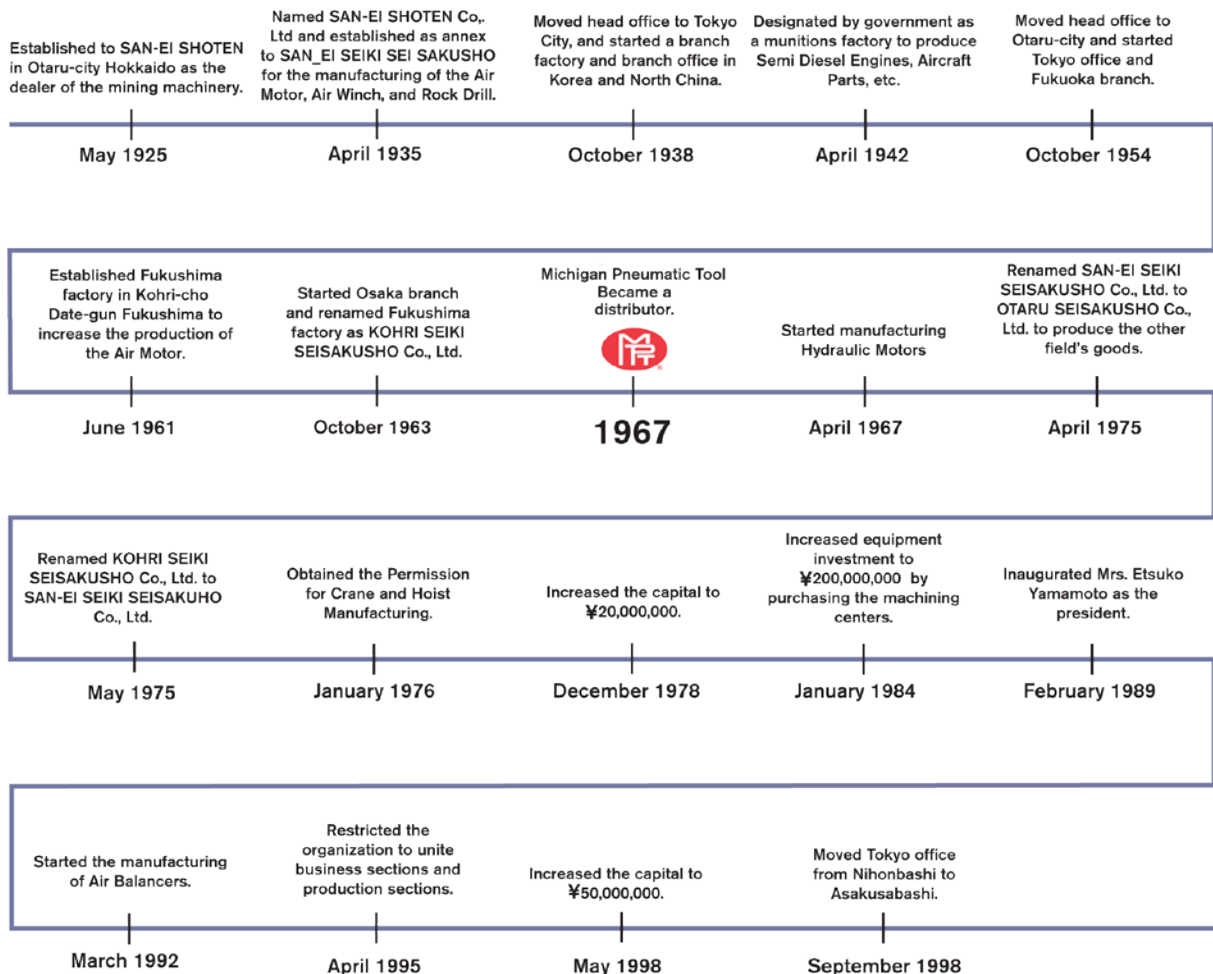 Established to SAN-EI SHOTEN
in Otaru-city Hokkaido as the
dealer of the mining machinery.
May 1925
Named SAN-EI SHOTEN Co,.
Ltd and established as annex
to SAN_EI SEIKI SEI SAKUSHO
for the manufacturing of the Air
Motor, Air Winch, and Rock Drill.
April 1935
Moved head office to Tokyo
City, and started a branch
factory and branch office in
Korea and North China.
October 1938
Designated by government as
a munitions factory to produce
Semi Diesel Engines, Aircraft
Parts, etc.
April 1942
Moved head office to
Otaru-city and started
Tokyo office and
Fukuoka branch.
October 1954
Established Fukushima
factory in Kohri-cho
Date-gun Fukushima to
increase the production of
the Air Motor.
June 1961
Started Osaka branch
and renamed Fukushima
factory as KOHRI SEIKI
SEISAKUSHO Co., Ltd.
October 1963
Michigan Pneumatic Tool
Became a
distributor.
MPT®
1967
Started manufacturing
Hydraulic Motors
April 1967
Renamed SAN-EI SEIKI
SEISAKUSHO Co., Ltd. to
OTARU SEISAKUSHO Co.,
Ltd. to produce the other
field's goods.
April 1975
Renamed KOHRI SEIKI
SEISAKUSHO Co., Ltd. to
SAN-EI SEIKI SEISAKUHO
Co., Ltd.
May 1975
Obtained the Permission
for Crane and Hoist
Manufacturing.
January 1976
Increased the capital to
¥20,000,000.
December 1978
Increased equipment
investment to
¥200,000,000 by
purchasing the machining
centers.
January 1984
Inaugurated Mrs. Etsuko
Yamamoto as the
president.
February 1989
Started the manufacturing
of Air Balancers.
March 1992
Restricted the
organization to unite
business sections and
production sections.
April 1995
Increased the capital to
¥50,000,000.
May 1998
Moved Tokyo office
from Nihonbashi to
Asakusabashi.
September 1998